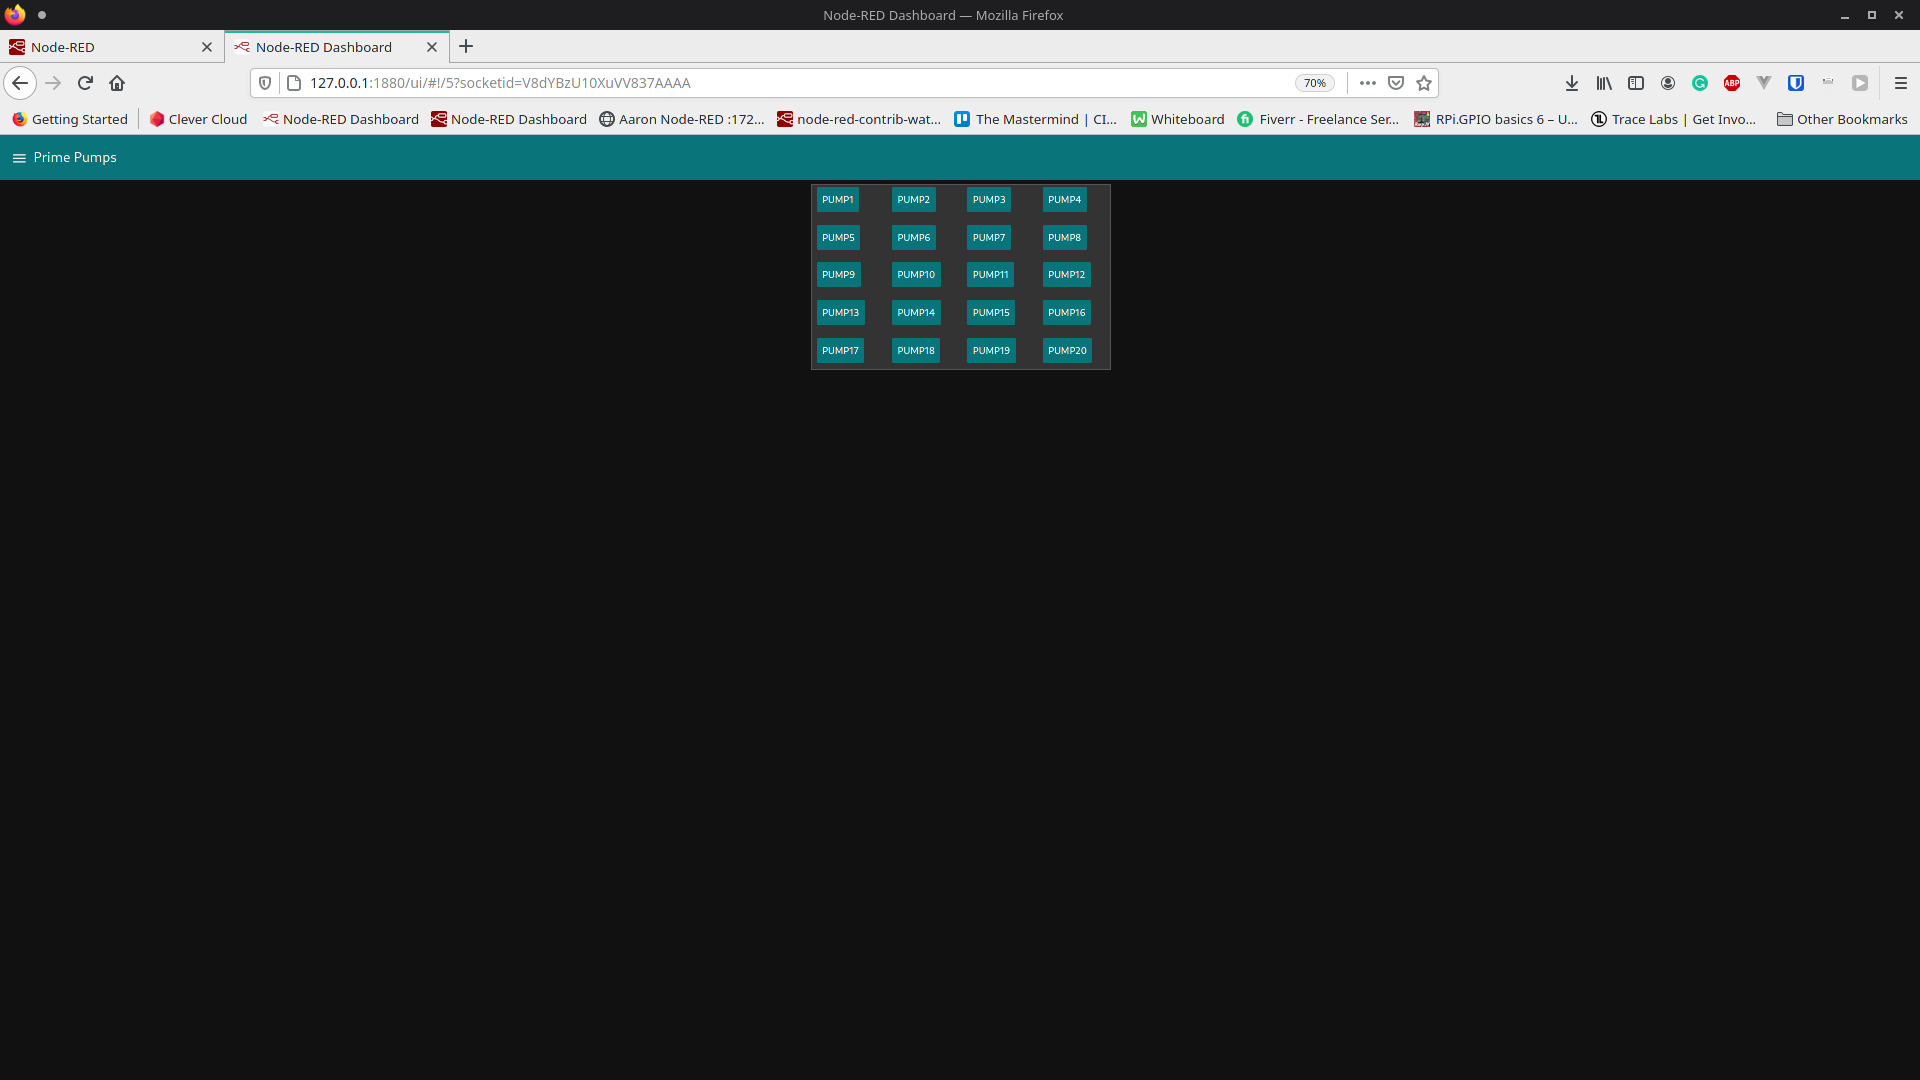 Node-RED Dashboard — Mozilla Firefox
Node-RED
Node-RED Dashboard
127.0.0.1:1880/ui/#!/5?socketid=V8dYBzU10XuVV837AAAA
70%
ABP
Getting Started
Clever Cloud
Node-RED Dashboard
Node-RED Dashboard
Aaron Node-RED :172...
node-red-contrib-wat...
The Mastermind | CI...
Whiteboard
Fiverr - Freelance Ser...
RPi.GPIO basics 6 – U...
Trace Labs | Get Invo...
Other Bookmarks
Prime Pumps
PUMP1 PUMP2 PUMP3 PUMP4
PUMP5 PUMP6 PUMP7 PUMP8
PUMP9 PUMP10 PUMP11 PUMP12
PUMP13 PUMP14 PUMP15 PUMP16
PUMP17 PUMP18 PUMP19 PUMP20